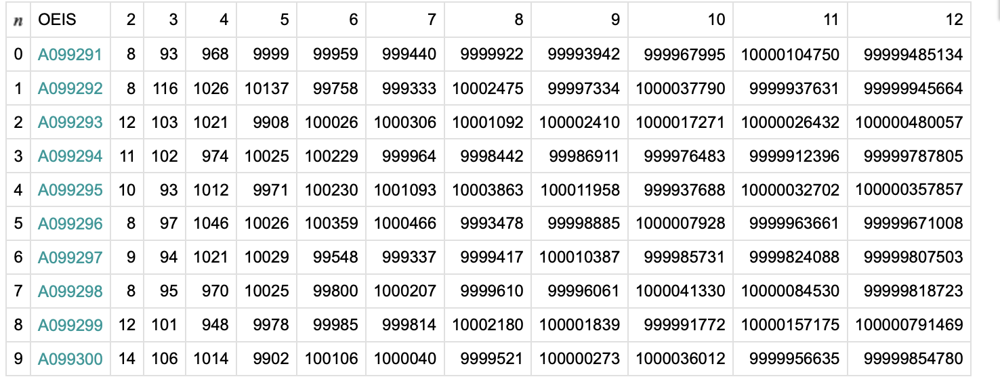 n OEIS 2 3 4 5 6 7 8 9 10 11 12
0 A099291 8 93 968 9999 99959 999440 9999922 99993942 999967995 10000104750 99999485134
1 A099292 8 116 1026 10137 99758 999333 10002475 99997334 1000037790 9999937631 99999945664
2 A099293 12 103 1021 9908 100026 1000306 10001092 100002410 1000017271 10000026432 100000480057
3 A099294 11 102 974 10025 100229 999964 9998442 99986911 999976483 9999912396 99999787805
4 A099295 10 93 1012 9971 100230 1001093 10003863 100011958 999937688 10000032702 100000357857
5 A099296 8 97 1046 10026 100359 1000466 9993478 99998885 1000007928 9999963661 99999671008
6 A099297 9 94 1021 10029 99548 999337 9999417 100010387 999985731 9999824088 99999807503
7 A099298 8 95 970 10025 99800 1000207 9999610 99996061 1000041330 10000084530 99999818723
8 A099299 12 101 948 9978 99985 999814 10002180 100001839 999991772 10000157175 100000791469
9 A099300 14 106 1014 9902 100106 1000040 9999521 100000273 1000036012 9999956635 99999854780